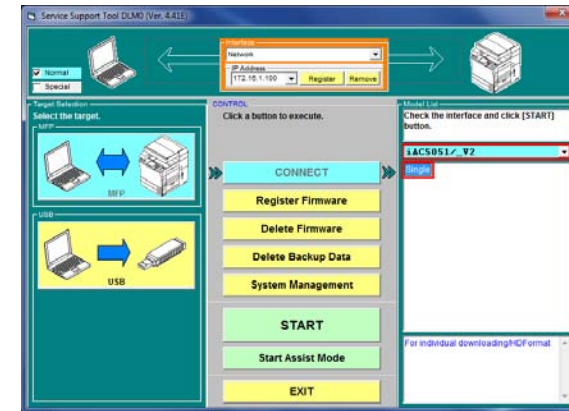 Service Support Tool DLM0 (Ver. 4.41E)
Normal
Special
Interface
Network
IP Address
172.16.1.100
Register
Remove
Target Selection
Select the target.
MFP
MFP
USB
USB
CONTROL
Click a button to execute.
CONNECT
Register Firmware
Delete Firmware
Delete Backup Data
System Management
START
Start Assist Mode
EXIT
Model List
Check the interface and click [START]
button.
iAC5051/_V2
Single
For individual downloading/HDFormat